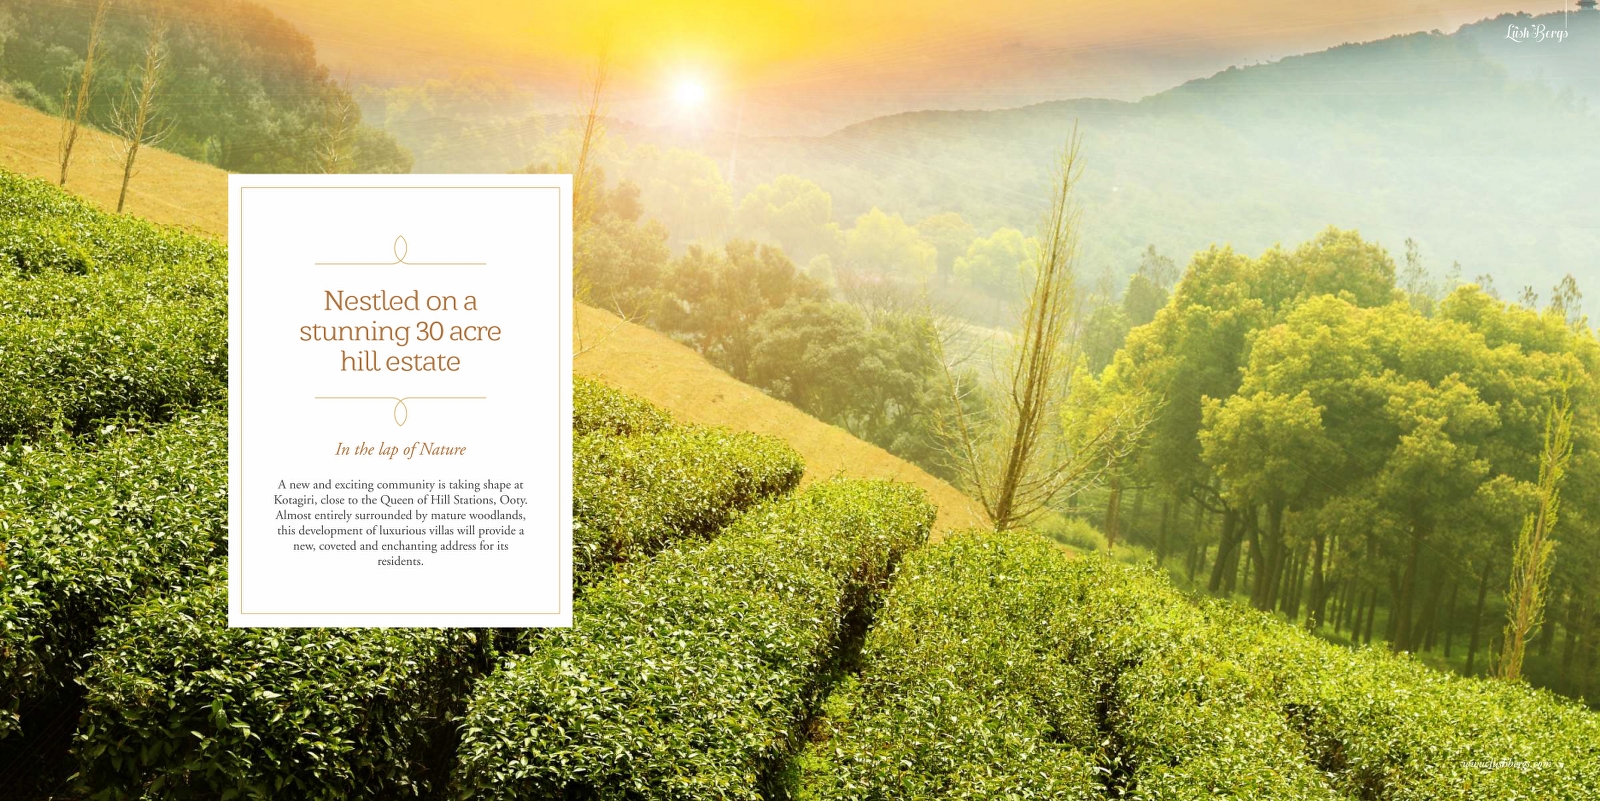 Lush Bergs
Nestled on a
stunning 30 acre
hill estate
In the lap of Nature
A new and exciting community is taking shape at
Kotagiri, close to the Queen of Hill Stations, Ooty.
Almost entirely surrounded by mature woodlands,
this development of luxurious villas will provide a
new, coveted and enchanting address for its
residents.
www.lushbergs.com